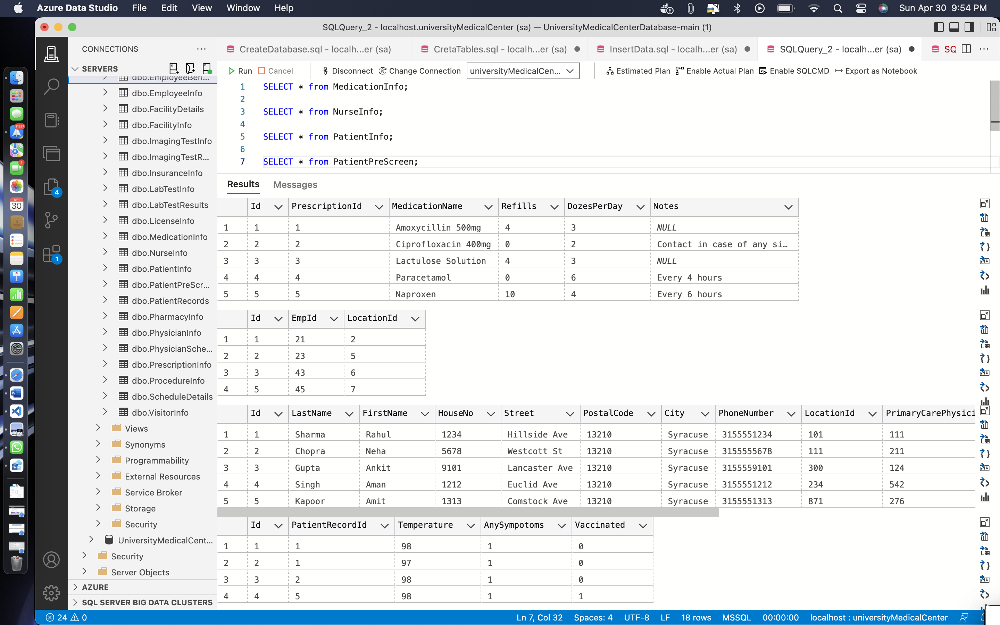 Azure Data Studio File Edit View Window Help Sun Apr 30 9:54 PM
SQLQuery_2 - localhost.universityMedicalCenter (sa) — UniversityMedicalCenterDatabase-main (1)
CONNECTIONS
CreateDatabase.sql - localh...er (sa)
CretaTables.sql - localh...er (sa)
InsertData.sql - localh...er (sa)
SQLQuery_2 - localh...er (sa)
SQ
SERVERS
Run Cancel Disconnect Change Connection universityMedicalCen... Estimated Plan Enable Actual Plan Enable SQLCMD Export as Notebook
dbo.EmployeeBen...
dbo.EmployeeInfo
dbo.FacilityDetails
dbo.FacilityInfo
dbo.ImagingTestInfo
dbo.ImagingTestR...
dbo.InsuranceInfo
dbo.LabTestInfo
dbo.LabTestResults
dbo.LicenseInfo
dbo.MedicationInfo
dbo.NurseInfo
dbo.PatientInfo
dbo.PatientPreScr...
dbo.PatientRecords
dbo.PharmacyInfo
dbo.PhysicianInfo
dbo.PhysicianSche...
dbo.PrescriptionInfo
dbo.ProcedureInfo
dbo.ScheduleDetails
dbo.VisitorInfo
Views
Synonyms
Programmability
External Resources
Service Broker
Storage
Security
UniversityMedicalCent...
Security
Server Objects
AZURE
SQL SERVER BIG DATA CLUSTERS
21227
1
APR
30
4
1
1 SELECT * from MedicationInfo;
2
3 SELECT * from NurseInfo;
4
5 SELECT * from PatientInfo;
6
7 SELECT * from PatientPreScreen;
Results Messages
Id PrescriptionId MedicationName Refills DozesPerDay Notes
1 1 1 Amoxycillin 500mg 4 3 NULL
2 2 2 Ciprofloxacin 400mg 0 2 Contact in case of any si...
3 3 3 Lactulose Solution 4 3 NULL
4 4 4 Paracetamol 0 6 Every 4 hours
5 5 5 Naproxen 10 4 Every 6 hours
Id EmpId LocationId
1 1 21 2
2 2 23 5
3 3 43 6
4 5 45 7
Id LastName FirstName HouseNo Street PostalCode City PhoneNumber LocationId PrimaryCarePhysici
1 1 Sharma Rahul 1234 Hillside Ave 13210 Syracuse 3155551234 101 111
2 2 Chopra Neha 5678 Westcott St 13210 Syracuse 3155555678 111 211
3 3 Gupta Ankit 9101 Lancaster Ave 13210 Syracuse 3155559101 300 124
4 4 Singh Aman 1212 Euclid Ave 13210 Syracuse 3155551212 234 542
5 5 Kapoor Amit 1313 Comstock Ave 13210 Syracuse 3155551313 871 276
Id PatientRecordId Temperature AnySympotoms Vaccinated
1 1 1 98 1 0
2 2 1 97 1 0
3 3 2 98 1 0
4 4 5 98 1 1
24 0 Ln 7, Col 32 Spaces: 4 UTF-8 LF 18 rows MSSQL 00:00:00 localhost : universityMedicalCenter